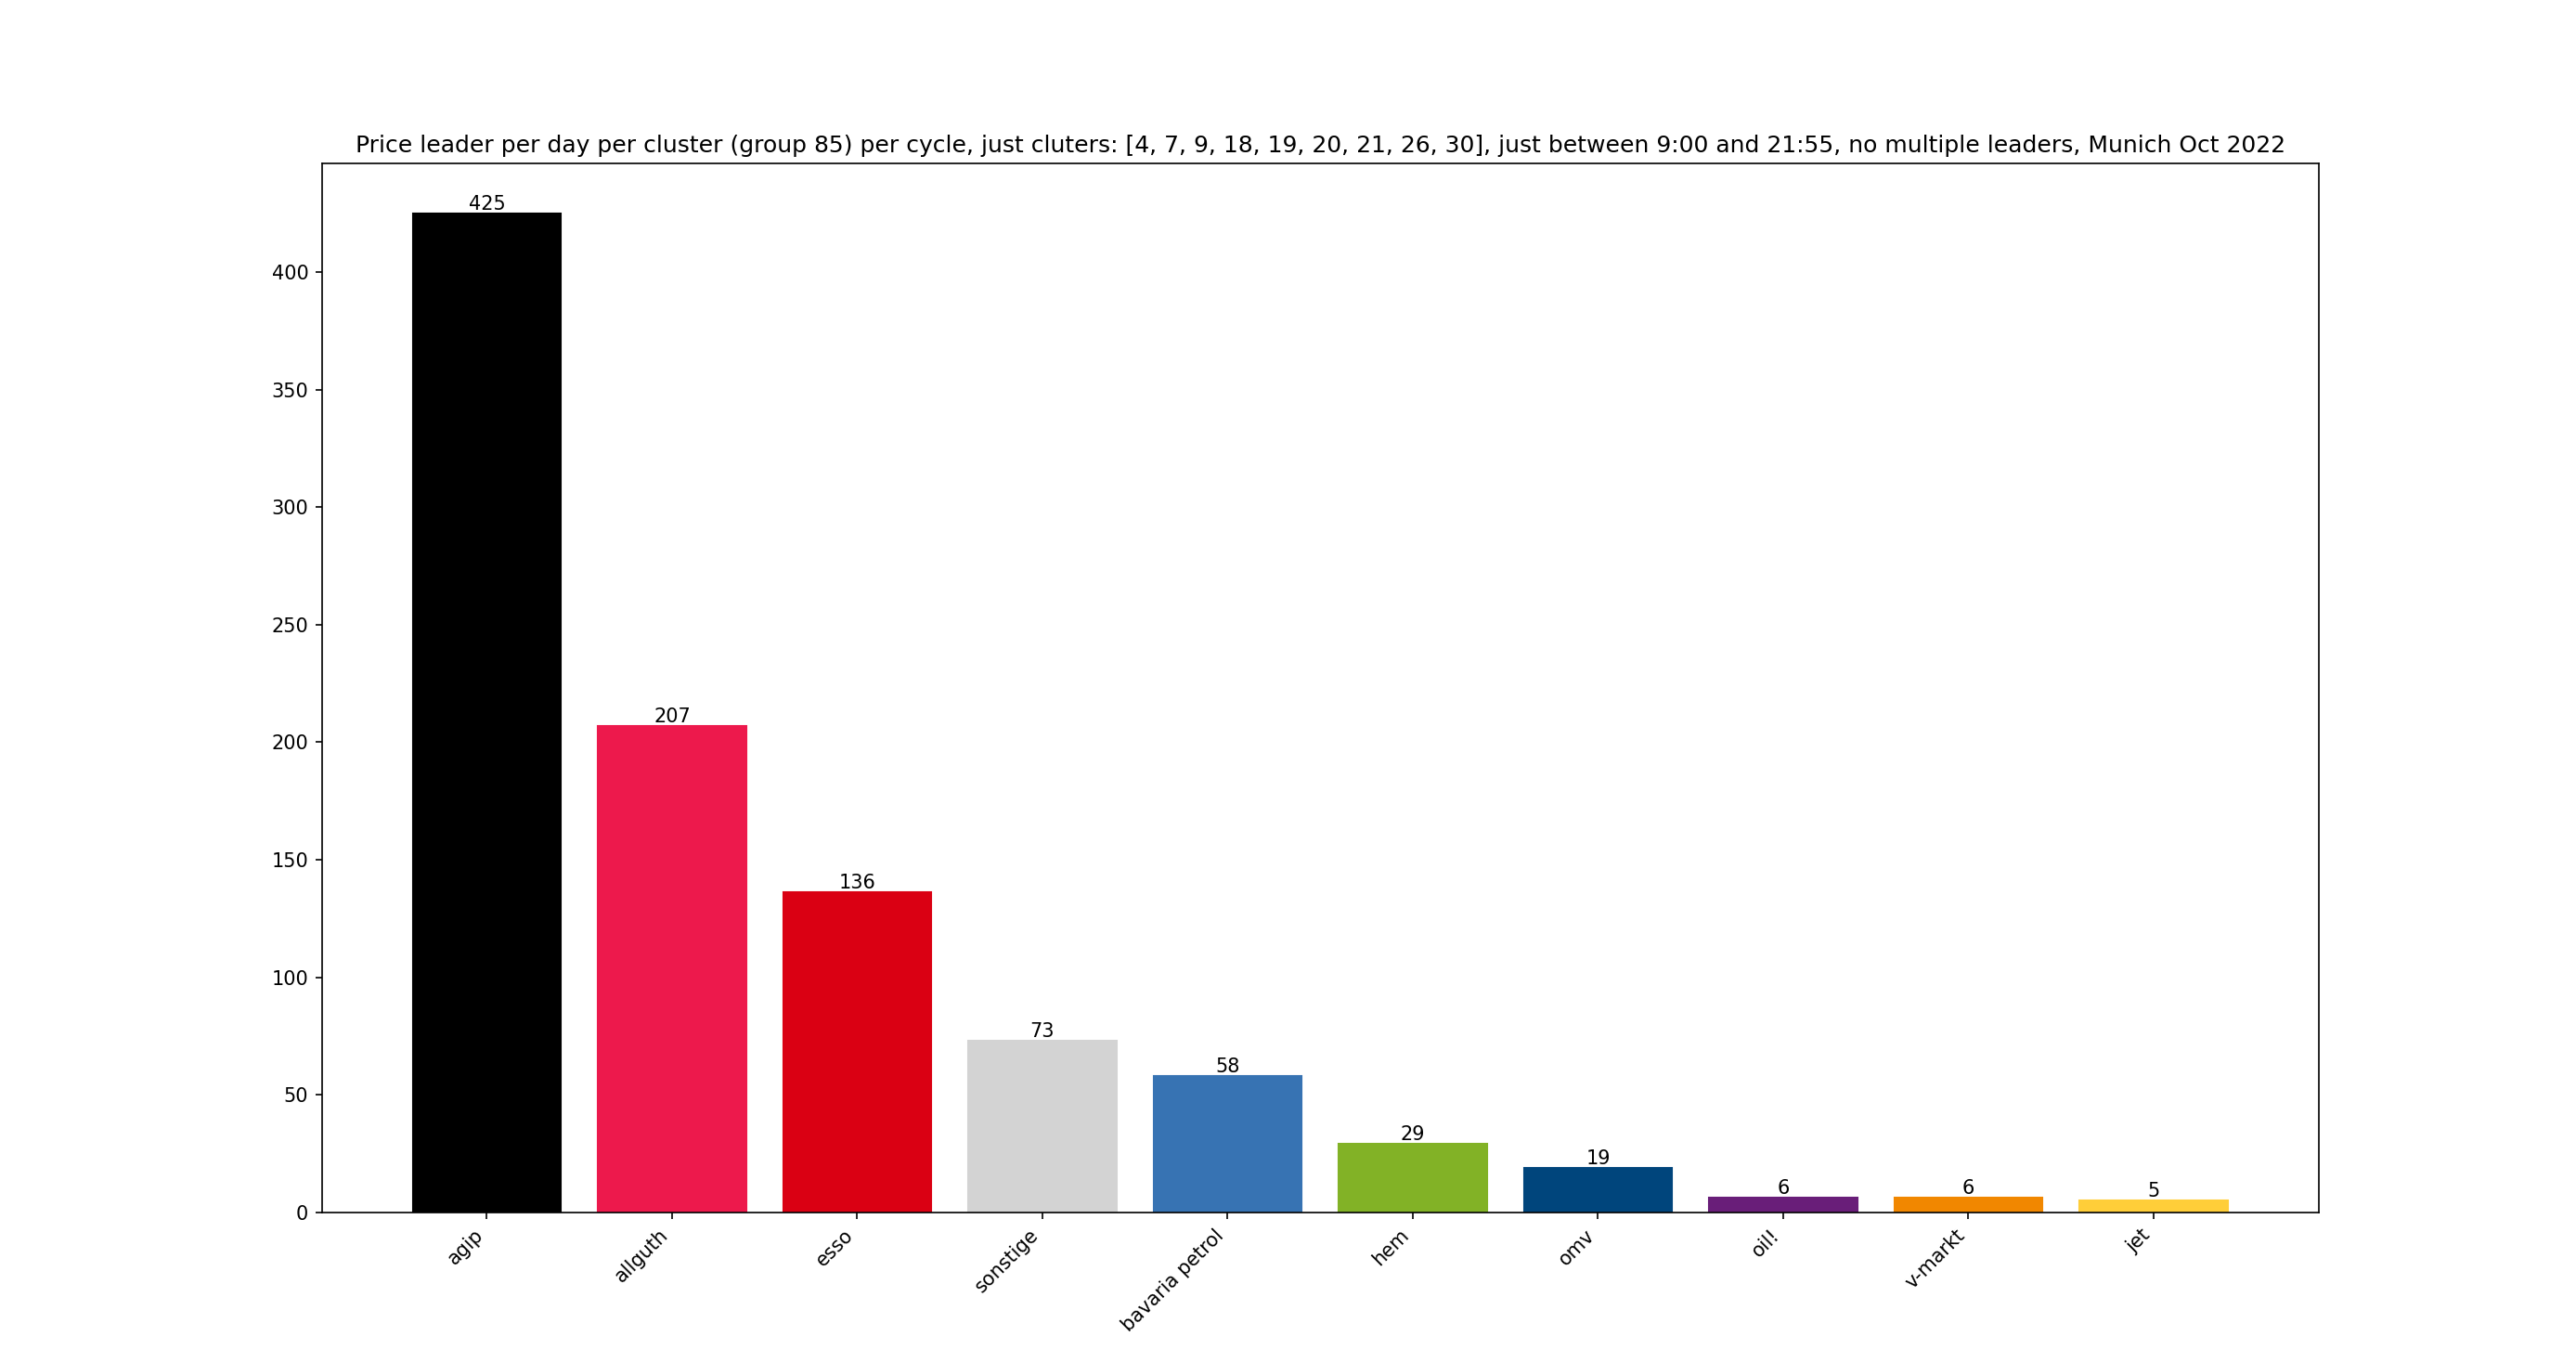 Price leader per day per cluster (group 85) per cycle, just cluters: [4, 7, 9, 18, 19, 20, 21, 26, 30], just between 9:00 and 21:55, no multiple leaders, Munich Oct 2022
425
400
350
300
250
207
200
150
136
100
73
58
50
29
19
6
6
5
0
agip
allguth
esso
sonstige
bavaria petrol
hem
omv
oil!
v-markt
jet